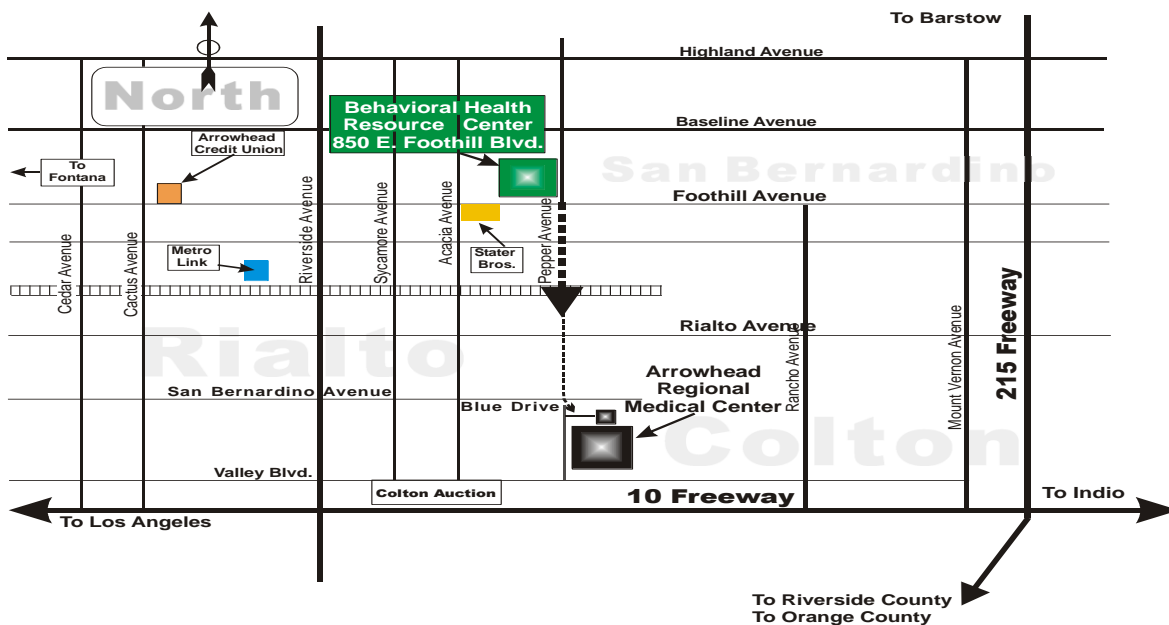 To Barstow
Highland Avenue
North
Behavioral Health
Resource Center
850 E. Foothill Blvd.
Baseline Avenue
Arrowhead
Credit Union
To
Fontana
San Bernardino
Foothill Avenue
Cedar Avenue
Cactus Avenue
Riverside Avenue
Sycamore Avenue
Acacia Avenue
Pepper Avenue
Metro
Link
Stater
Bros.
Rialto
Rialto Avenue
Rancho Avenue
Mount Vernon Avenue
215 Freeway
San Bernardino Avenue
Arrowhead
Regional
Medical Center
Blue Drive
Colton
Valley Blvd.
Colton Auction
10 Freeway
To Indio
To Los Angeles
To Riverside County
To Orange County